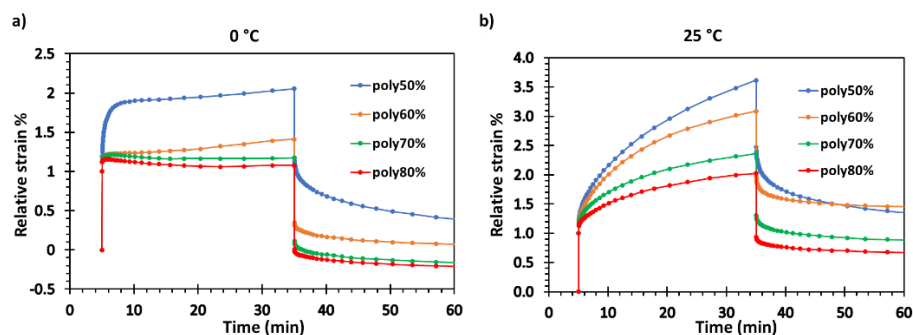 a)
0 °C
Relative strain %
2.5
2
1.5
1
0.5
0
-0.5
poly50%
poly60%
poly70%
poly80%
0 10 20 30 40 50 60
Time (min)
b)
25 °C
Relative strain %
4.0
3.5
3.0
2.5
2.0
1.5
1.0
0.5
0.0
poly50%
poly60%
poly70%
poly80%
0 10 20 30 40 50 60
Time (min)